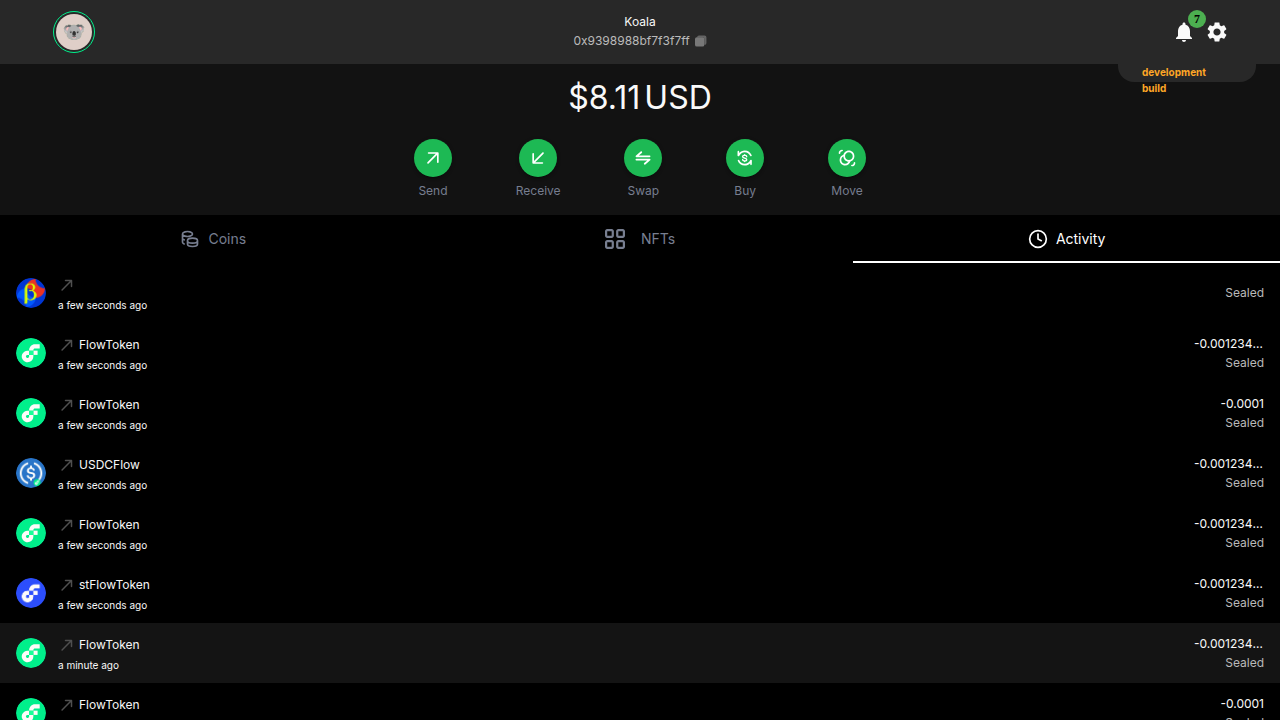 Koala
0x9398988bf7f3f7ff
7
development
build
$8.11 USD
Send
Receive
Swap
Buy
Move
Coins
NFTs
Activity
a few seconds ago
Sealed
FlowToken
-0.001234...
a few seconds ago
Sealed
FlowToken
-0.0001
a few seconds ago
Sealed
USDCFlow
-0.001234...
a few seconds ago
Sealed
FlowToken
-0.001234...
a few seconds ago
Sealed
stFlowToken
-0.001234...
a few seconds ago
Sealed
FlowToken
-0.001234...
a minute ago
Sealed
FlowToken
-0.0001